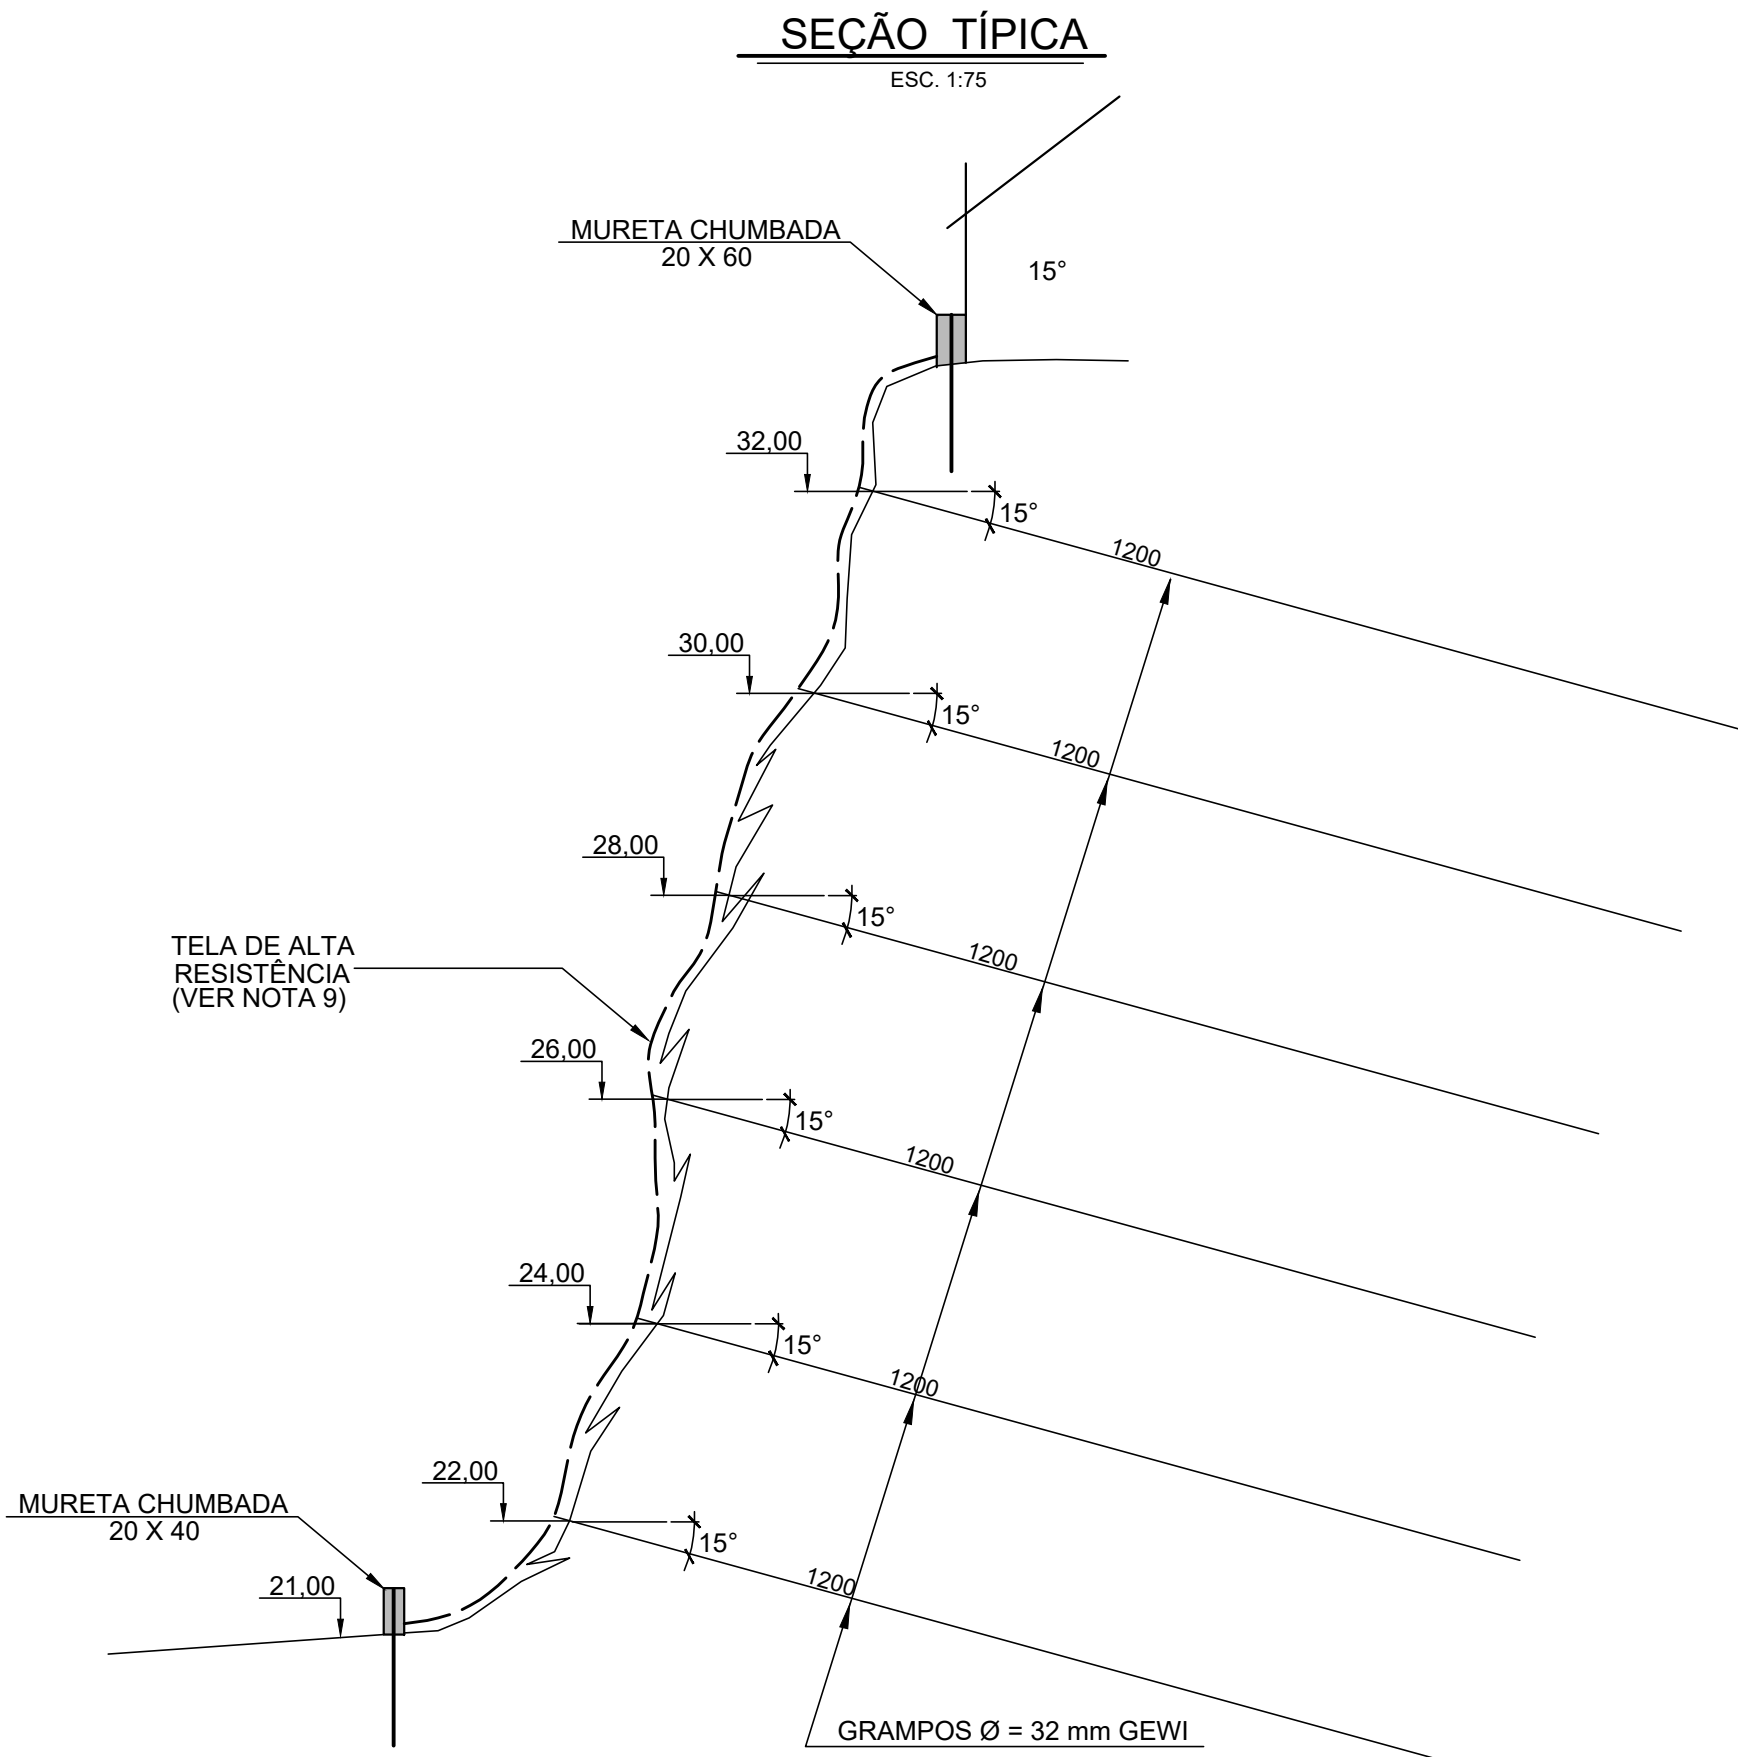 SEÇÃO TÍPICA
ESC. 1:75
MURETA CHUMBADA
20 X 60
15°
32,00
15°
1200
30,00
15°
1200
28,00
15°
1200
TELA DE ALTA
RESISTÊNCIA
(VER NOTA 9)
26,00
15°
1200
24,00
15°
1200
22,00
15°
1200
MURETA CHUMBADA
20 X 40
21,00
GRAMPOS Ø = 32 mm GEWI